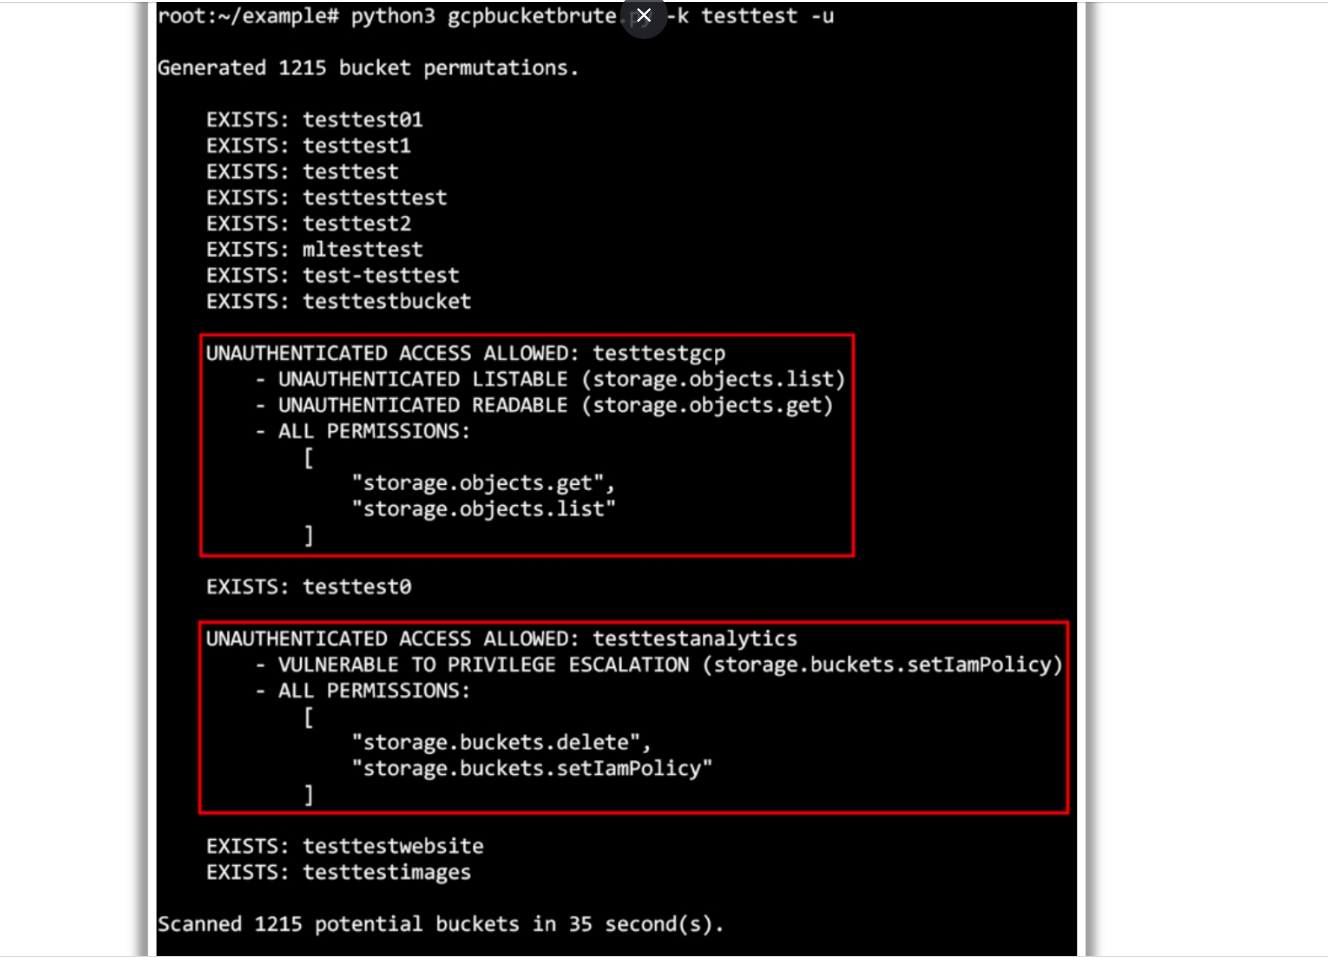 root:~/example# python3 gcpbucketbrute.py -k testtest -u
Generated 1215 bucket permutations.
EXISTS: testtest01
EXISTS: testtest1
EXISTS: testtest
EXISTS: testtesttest
EXISTS: testtest2
EXISTS: mltesttest
EXISTS: test-testtest
EXISTS: testtestbucket
UNAUTHENTICATED ACCESS ALLOWED: testtestgcp
- UNAUTHENTICATED LISTABLE (storage.objects.list)
- UNAUTHENTICATED READABLE (storage.objects.get)
- ALL PERMISSIONS:
[
"storage.objects.get",
"storage.objects.list"
]
EXISTS: testtest0
UNAUTHENTICATED ACCESS ALLOWED: testtestanalytics
- VULNERABLE TO PRIVILEGE ESCALATION (storage.buckets.setIamPolicy)
- ALL PERMISSIONS:
[
"storage.buckets.delete",
"storage.buckets.setIamPolicy"
]
EXISTS: testtestwebsite
EXISTS: testtestimages
Scanned 1215 potential buckets in 35 second(s).